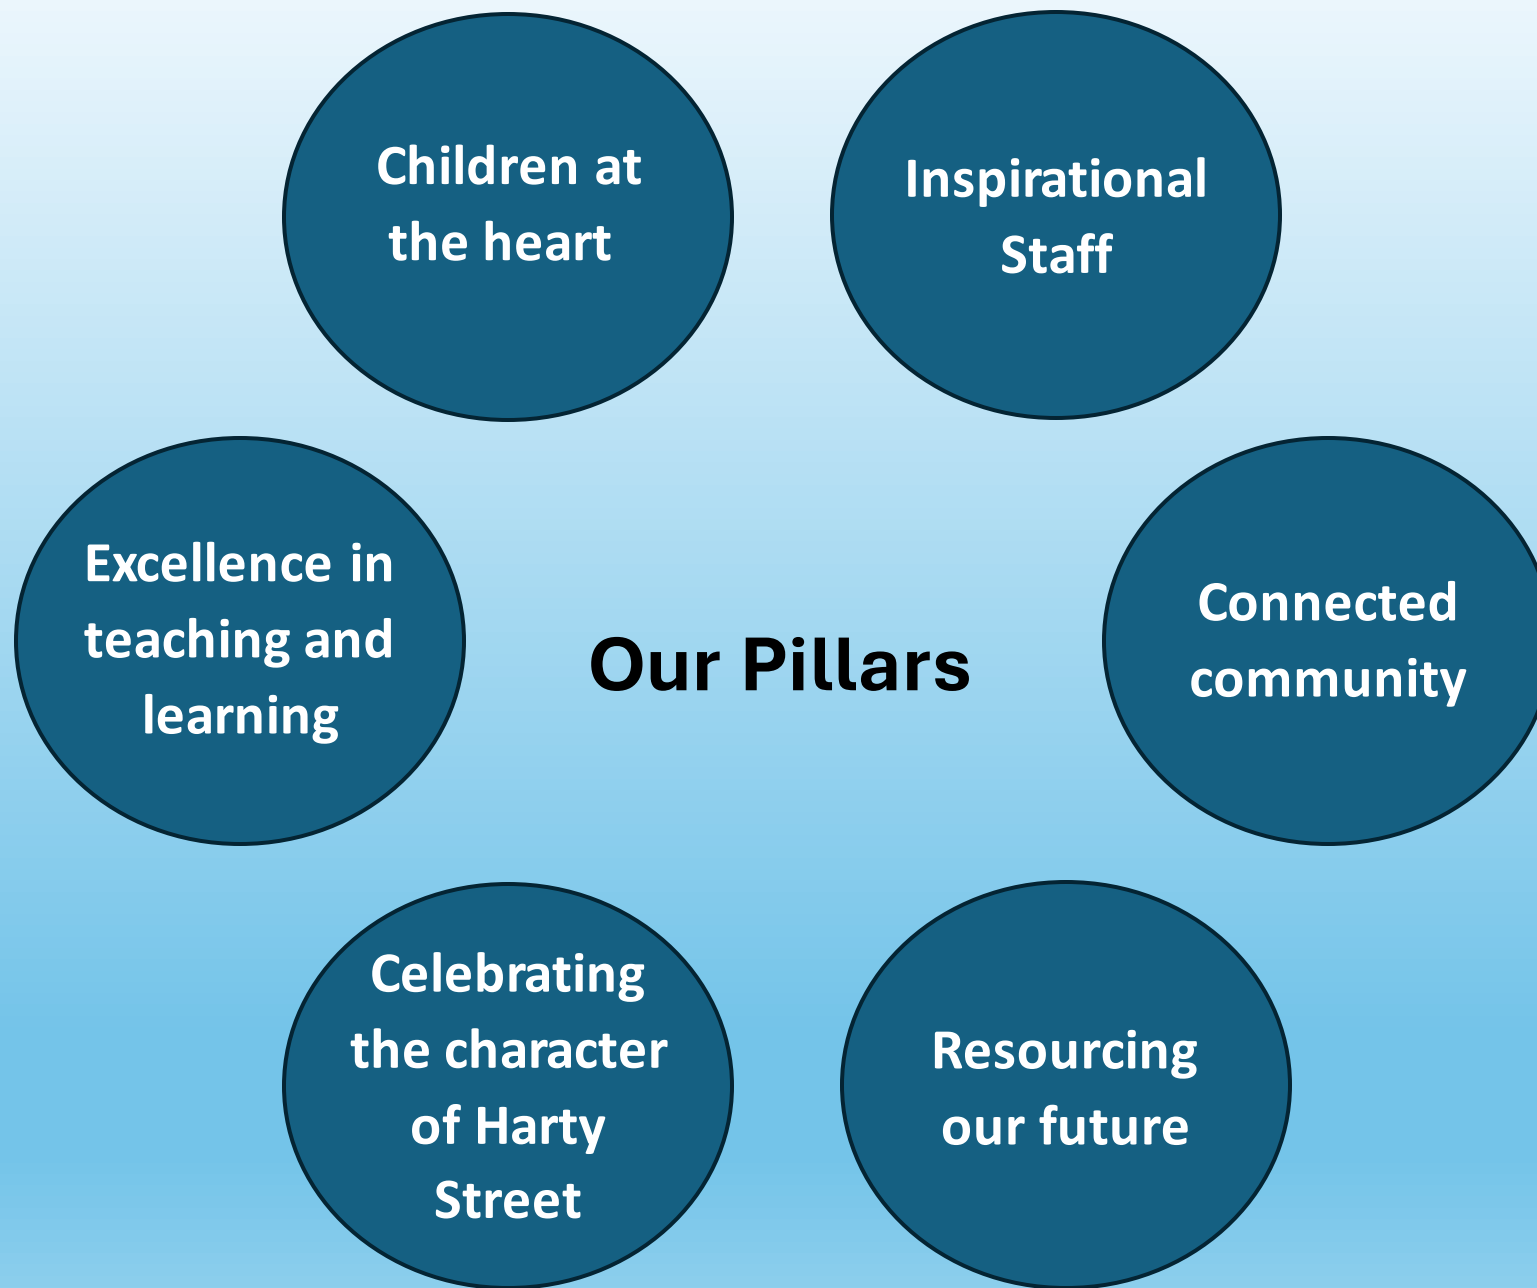 Children at
the heart
Inspirational
Staff
Excellence in
teaching and
learning
Our Pillars
Connected
community
Celebrating
the character
of Harty
Street
Resourcing
our future